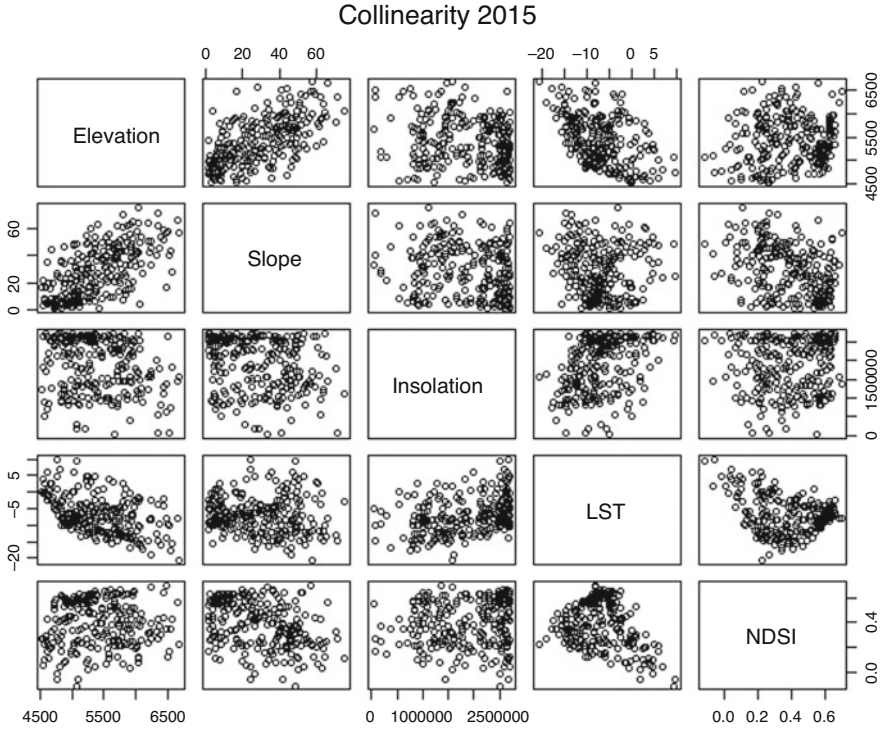 Collinearity 2015
0 20 40 60
−20 −10 0 5
Elevation
4500 5500 6500
0 20 60
Slope
Insolation
0 1500000
−20 −5 5
LST
NDSI
0.0 0.4
4500 5500 6500
0 1000000 2500000
0.0 0.2 0.4 0.6